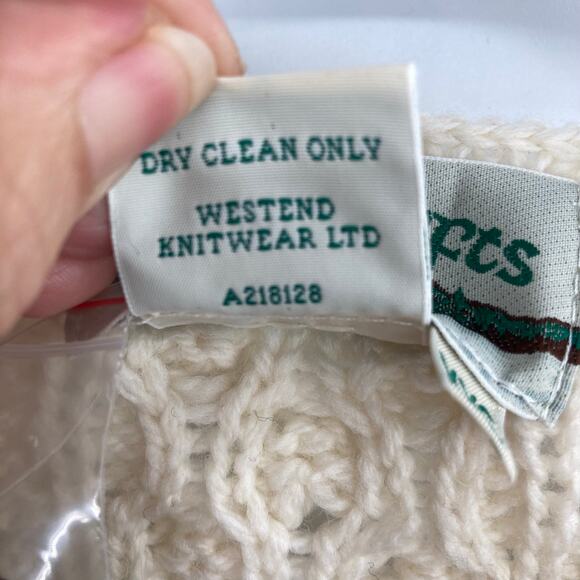 DRY CLEAN ONLY
WESTEND
KNITWEAR LTD
A218128